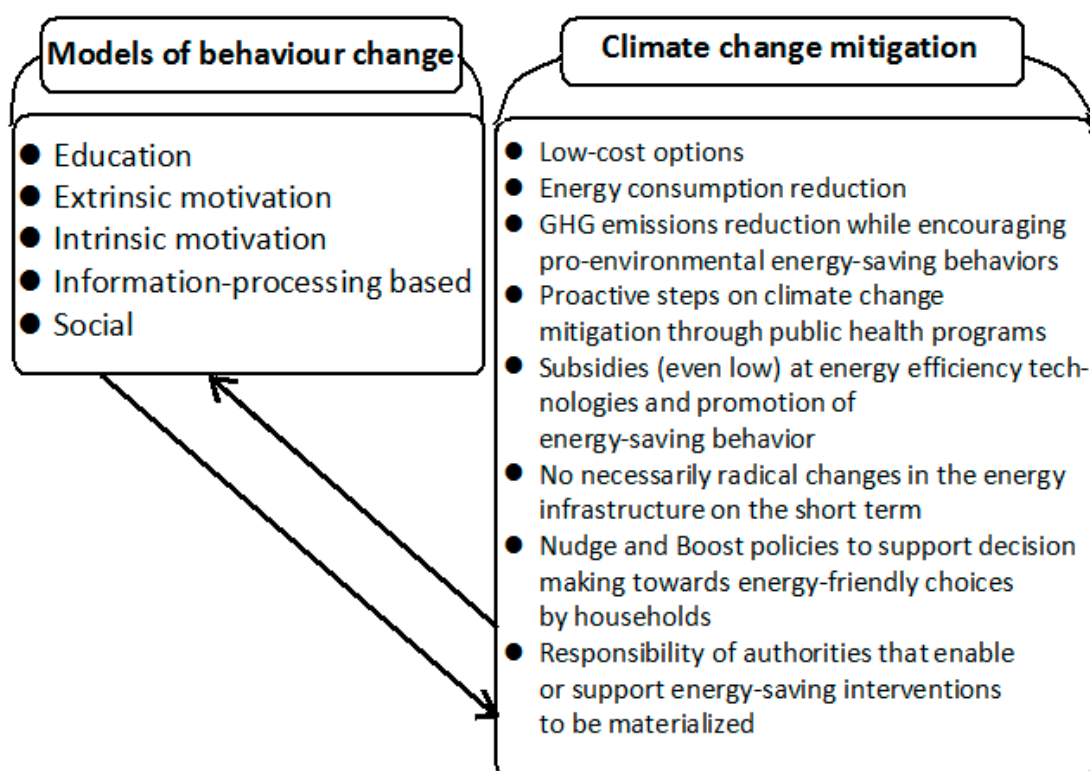 Models of behaviour change
● Education
● Extrinsic motivation
● Intrinsic motivation
● Information-processing based
● Social
Climate change mitigation
● Low-cost options
● Energy consumption reduction
● GHG emissions reduction while encouraging
pro-environmental energy-saving behaviors
● Proactive steps on climate change
mitigation through public health programs
● Subsidies (even low) at energy efficiency tech-
nologies and promotion of
energy-saving behavior
● No necessarily radical changes in the energy
infrastructure on the short term
● Nudge and Boost policies to support decision
making towards energy-friendly choices
by households
● Responsibility of authorities that enable
or support energy-saving interventions
to be materialized